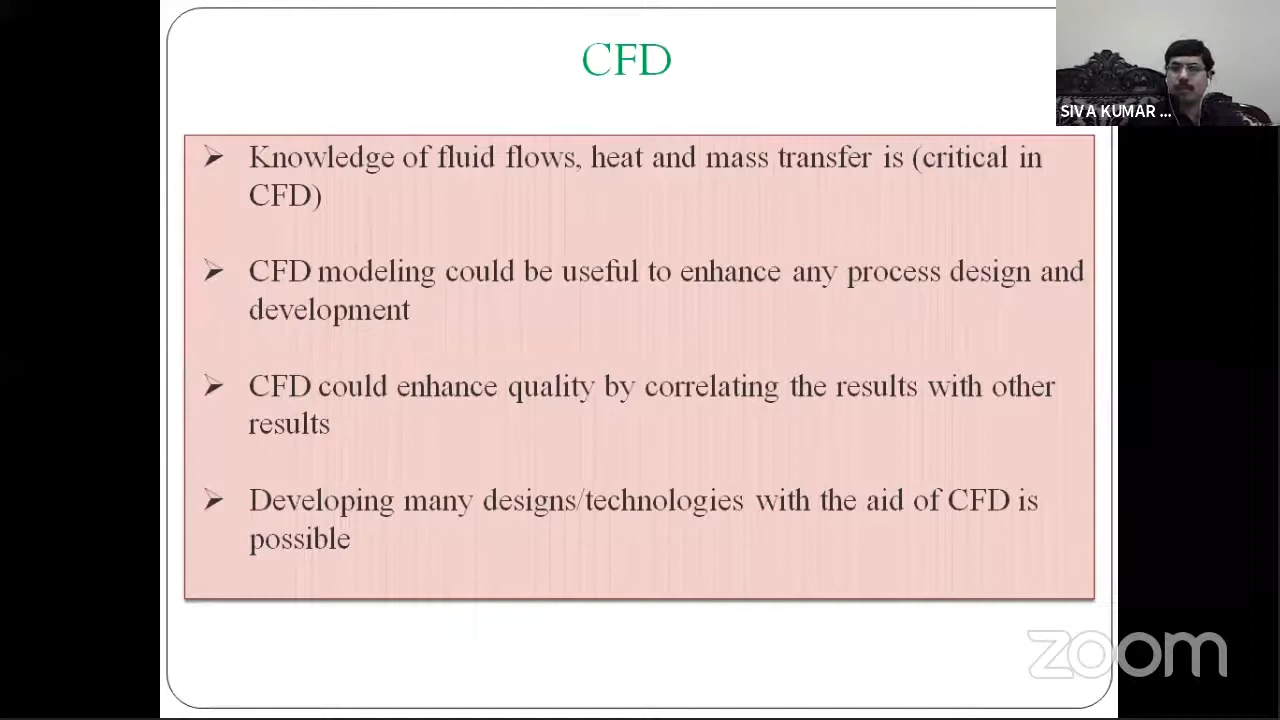 CFD
SIVA KUMAR ...
➢ Knowledge of fluid flows, heat and mass transfer is (critical in
CFD)
➢ CFD modeling could be useful to enhance any process design and
development
➢ CFD could enhance quality by correlating the results with other
results
➢ Developing many designs/technologies with the aid of CFD is
possible
zoom